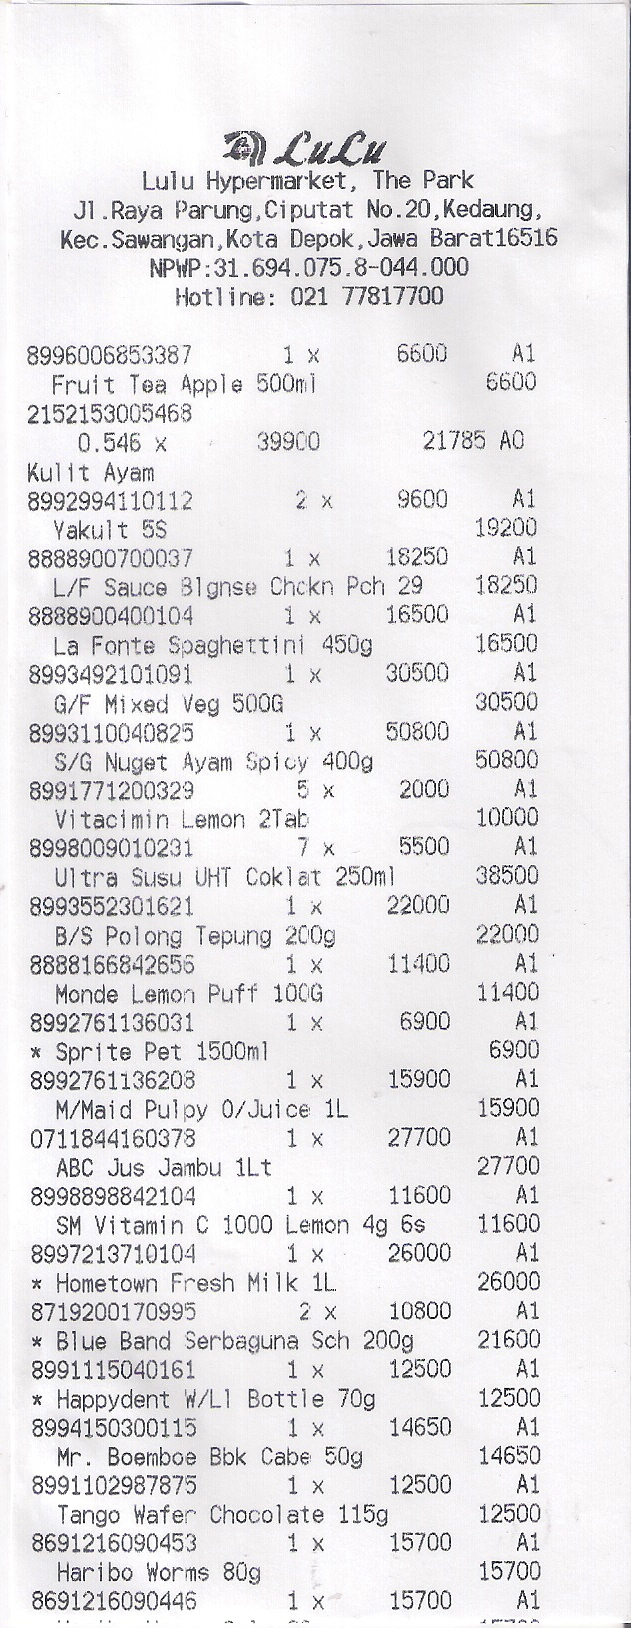 LuLu
Lulu Hypermarket, The Park
Jl.Raya Parung,Ciputat No.20,Kedaung,
Kec.Sawangan,Kota Depok,Jawa Barat16516
NPWP:31.694.075.8-044.000
Hotline: 021 77817700
8996006853387 1 x 6600 A1
Fruit Tea Apple 500ml 6600
2152153005468
0.546 x 39900 21785 A0
Kulit Ayam
8992994110112 2 x 9600 A1
Yakult 5S 19200
8888900700037 1 x 18250 A1
L/F Sauce Blgnse Chckn Pch 29 18250
8888900400104 1 x 16500 A1
La Fonte Spaghettini 450g 16500
8993492101091 1 x 30500 A1
G/F Mixed Veg 500G 30500
8993110040825 1 x 50800 A1
S/G Nuget Ayam Spicy 400g 50800
8991771200329 5 x 2000 A1
Vitacimin Lemon 2Tab 10000
8998009010231 7 x 5500 A1
Ultra Susu UHT Coklat 250ml 38500
8993552301621 1 x 22000 A1
B/S Polong Tepung 200g 22000
8888166842656 1 x 11400 A1
Monde Lemon Puff 100G 11400
8992761136031 1 x 6900 A1
* Sprite Pet 1500ml 6900
8992761136208 1 x 15900 A1
M/Maid Pulpy O/Juice 1L 15900
0711844160378 1 x 27700 A1
ABC Jus Jambu 1Lt 27700
8998898842104 1 x 11600 A1
SM Vitamin C 1000 Lemon 4g 6s 11600
8997213710104 1 x 26000 A1
* Hometown Fresh Milk 1L 26000
8719200170995 2 x 10800 A1
* Blue Band Serbaguna Sch 200g 21600
8991115040161 1 x 12500 A1
* Happydent W/Ll Bottle 70g 12500
8994150300115 1 x 14650 A1
Mr. Boemboe Bbk Cabe 50g 14650
8991102987875 1 x 12500 A1
Tango Wafer Chocolate 115g 12500
8691216090453 1 x 15700 A1
Haribo Worms 80g 15700
8691216090446 1 x 15700 A1